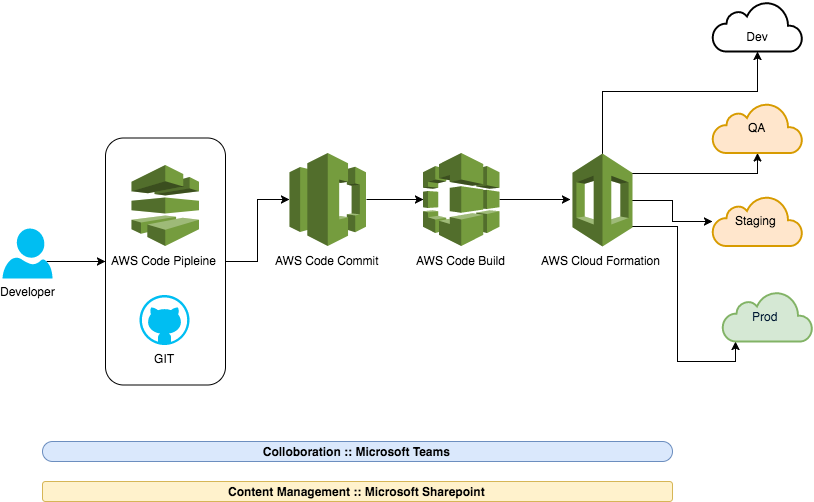 Dev
QA
Staging
Prod
AWS Code Pipleine
AWS Code Commit
AWS Code Build
AWS Cloud Formation
Developer
GIT
Colloboration :: Microsoft Teams
Content Management :: Microsoft Sharepoint